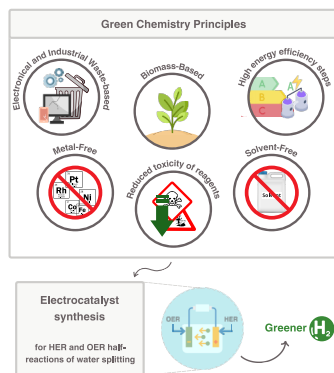 Green Chemistry Principles
Electronical and Industrial Waste-based
Biomass-Based
High energy efficiency steps
A
B
C
A
Metal-Free
Reduced toxicity of reagents
Solvent-Free
Pt
Rh
Ni
Co
Fe
Solvent
Electrocatalyst
synthesis
for HER and OER half-
reactions of water splitting
OER
HER
Greener
H2